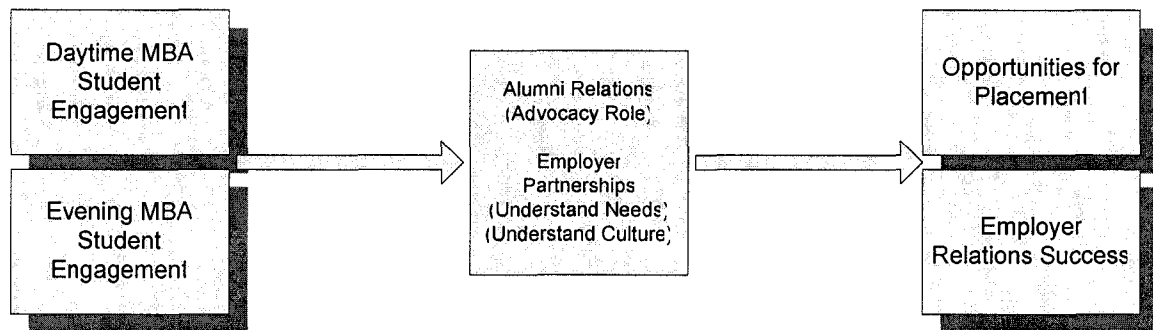 Daytime MBA
Student
Engagement
Evening MBA
Student
Engagement
Alumni Relations
(Advocacy Role)
Employer
Partnerships
(Understand Needs)
(Understand Culture)
Opportunities for
Placement
Employer
Relations Success